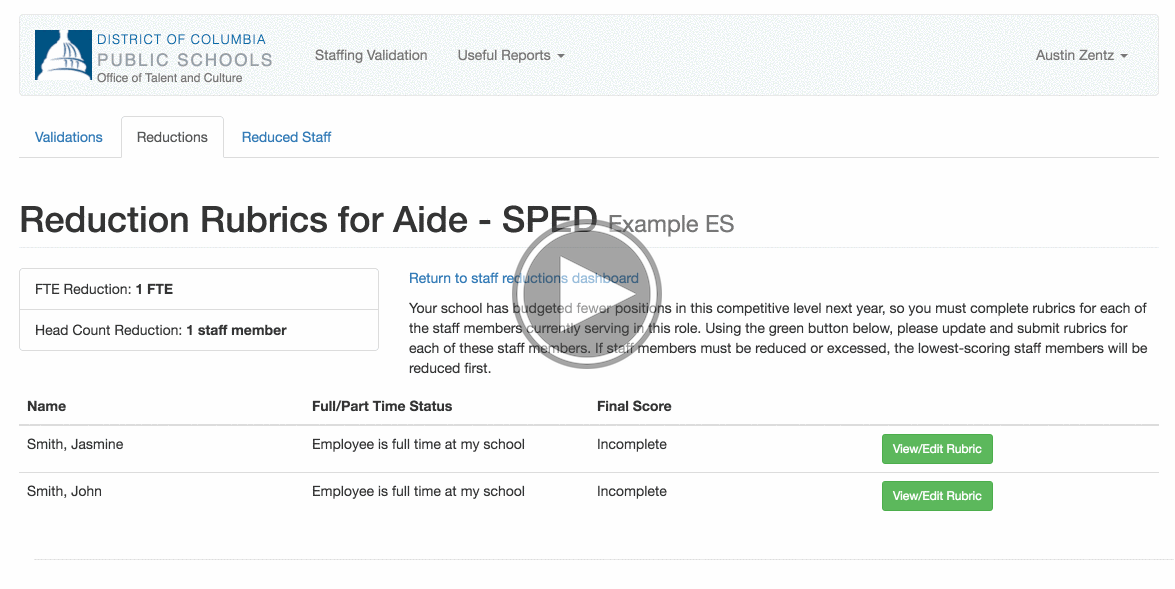 DISTRICT OF COLUMBIA
PUBLIC SCHOOLS
Office of Talent and Culture
Staffing Validation
Useful Reports
Austin Zentz
Validations
Reductions
Reduced Staff
Reduction Rubrics for Aide - SPED Example ES
FTE Reduction: 1 FTE
Head Count Reduction: 1 staff member
Return to staff reductions dashboard
Your school has budgeted fewer positions in this competitive level next year, so you must complete rubrics for each of
the staff members currently serving in this role. Using the green button below, please update and submit rubrics for
each of these staff members. If staff members must be reduced or excessed, the lowest-scoring staff members will be
reduced first.
Name Full/Part Time Status Final Score
Smith, Jasmine Employee is full time at my school Incomplete View/Edit Rubric
Smith, John Employee is full time at my school Incomplete View/Edit Rubric